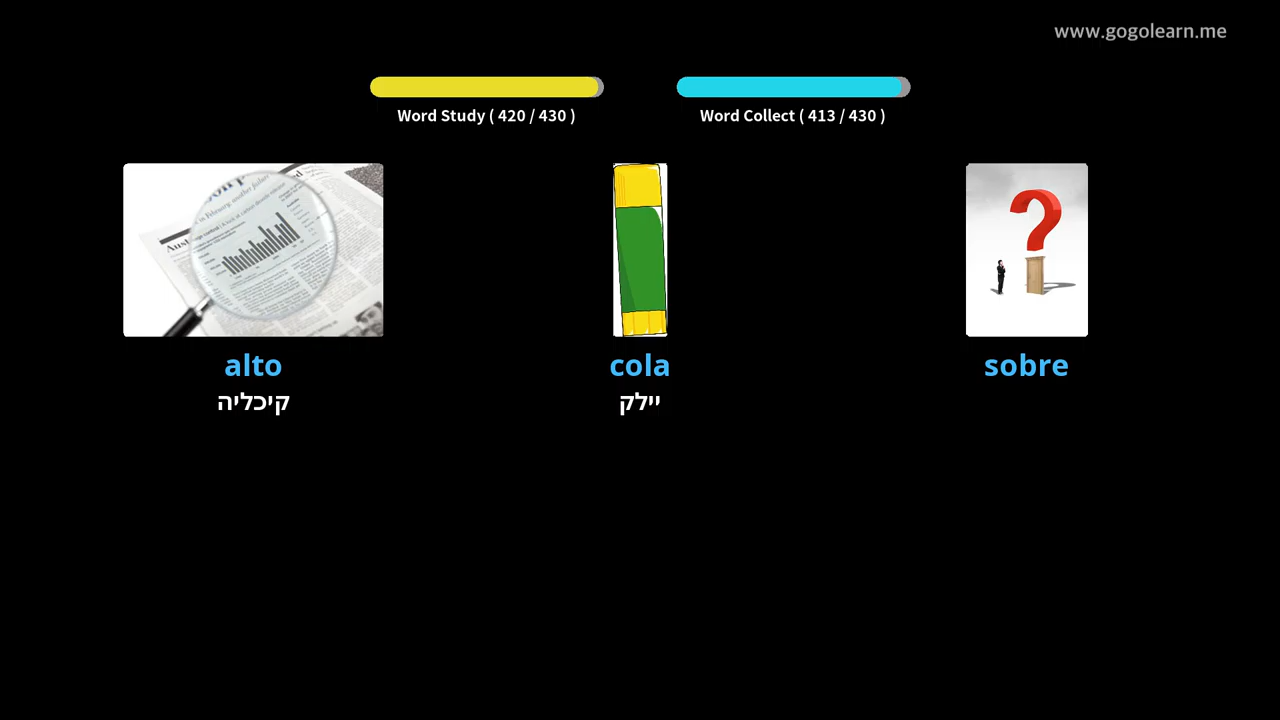 www.gogolearn.me
Word Study ( 420 / 430 )
Word Collect ( 413 / 430 )
alto
קיכליה
cola
יילק
sobre